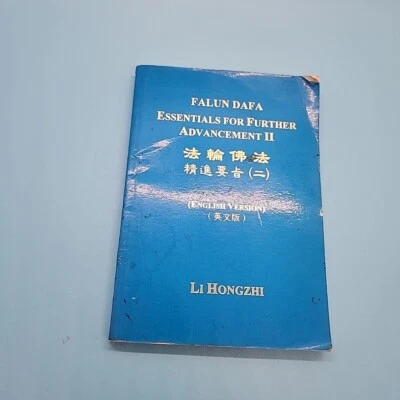 FALUN DAFA
ESSENTIALS FOR FURTHER
ADVANCEMENT II
法輪佛法
精進要旨(二)
(ENGLISH VERSION)
(英文版)
LI HONGZHI